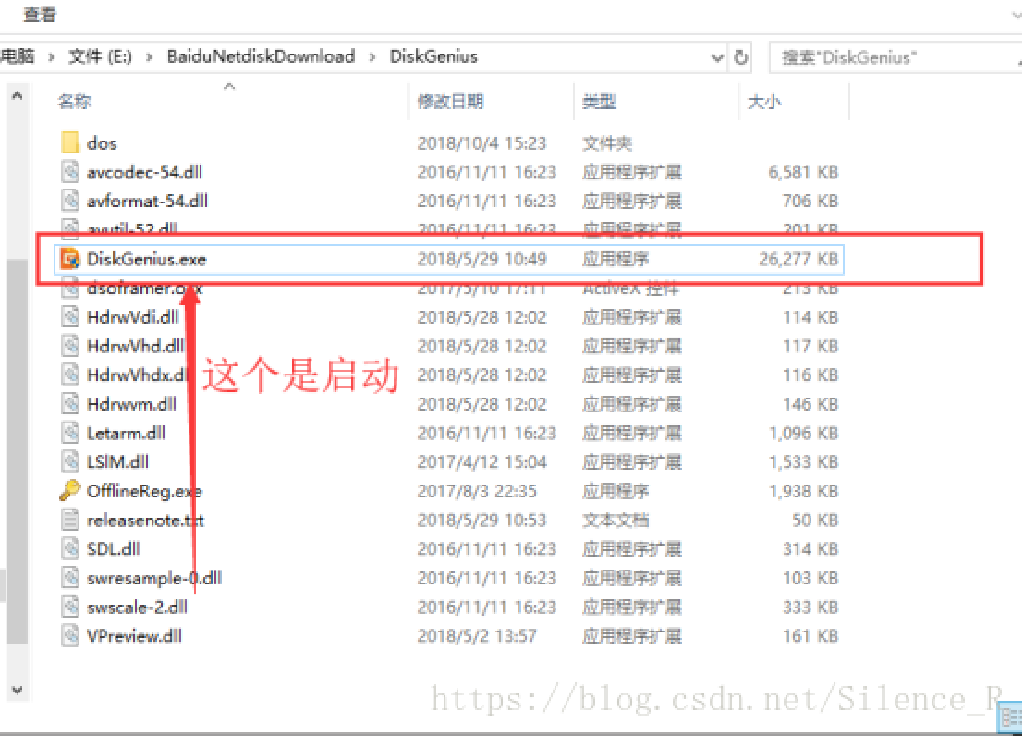 查看
电脑 > 文件 (E:) > BaiduNetdiskDownload > DiskGenius 搜索"DiskGenius"
名称 修改日期 类型 大小
dos 2018/10/4 15:23 文件夹
avcodec-54.dll 2016/11/11 16:23 应用程序扩展 6,581 KB
avformat-54.dll 2016/11/11 16:23 应用程序扩展 706 KB
avutil-52.dll 2016/11/11 16:23 应用程序扩展 201 KB
DiskGenius.exe 2018/5/29 10:49 应用程序 26,277 KB
dsoframer.ocx 2017/5/10 17:11 ActiveX 控件 213 KB
HdrwVdi.dll 2018/5/28 12:02 应用程序扩展 114 KB
HdrwVhd.dll 2018/5/28 12:02 应用程序扩展 117 KB
HdrwVhdx.dll 2018/5/28 12:02 应用程序扩展 116 KB
这个是启动
Hdrwvm.dll 2018/5/28 12:02 应用程序扩展 146 KB
Letarm.dll 2016/11/11 16:23 应用程序扩展 1,096 KB
LSIM.dll 2017/4/12 15:04 应用程序扩展 1,533 KB
OfflineReg.exe 2017/8/3 22:35 应用程序 1,938 KB
releasenote.txt 2018/5/29 10:53 文本文档 50 KB
SDL.dll 2016/11/11 16:23 应用程序扩展 314 KB
swresample-0.dll 2016/11/11 16:23 应用程序扩展 103 KB
swscale-2.dll 2016/11/11 16:23 应用程序扩展 333 KB
VPreview.dll 2018/5/2 13:57 应用程序扩展 161 KB
https://blog.csdn.net/Silence_R